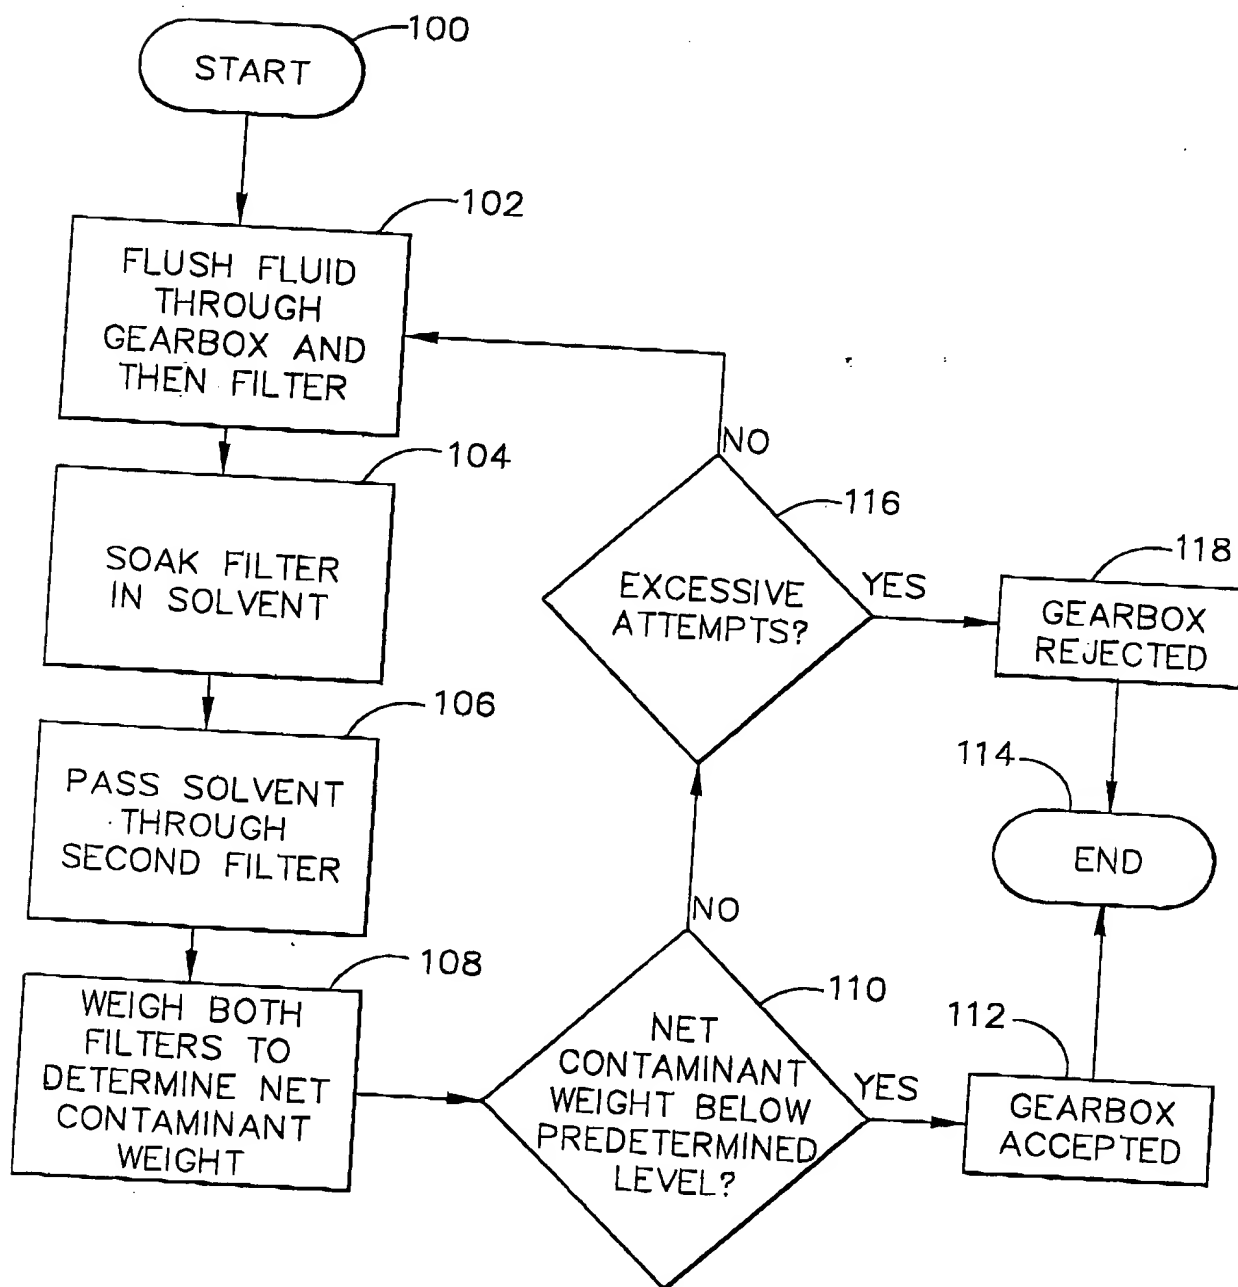 100
START
102
FLUSH FLUID
THROUGH
GEARBOX AND
THEN FILTER
104
SOAK FILTER
IN SOLVENT
106
PASS SOLVENT
THROUGH
SECOND FILTER
108
WEIGH BOTH
FILTERS TO
DETERMINE NET
CONTAMINANT
WEIGHT
110
NET
CONTAMINANT
WEIGHT BELOW
PREDETERMINED
LEVEL?
NO
YES
116
EXCESSIVE
ATTEMPTS?
NO
YES
118
GEARBOX
REJECTED
114
END
112
GEARBOX
ACCEPTED